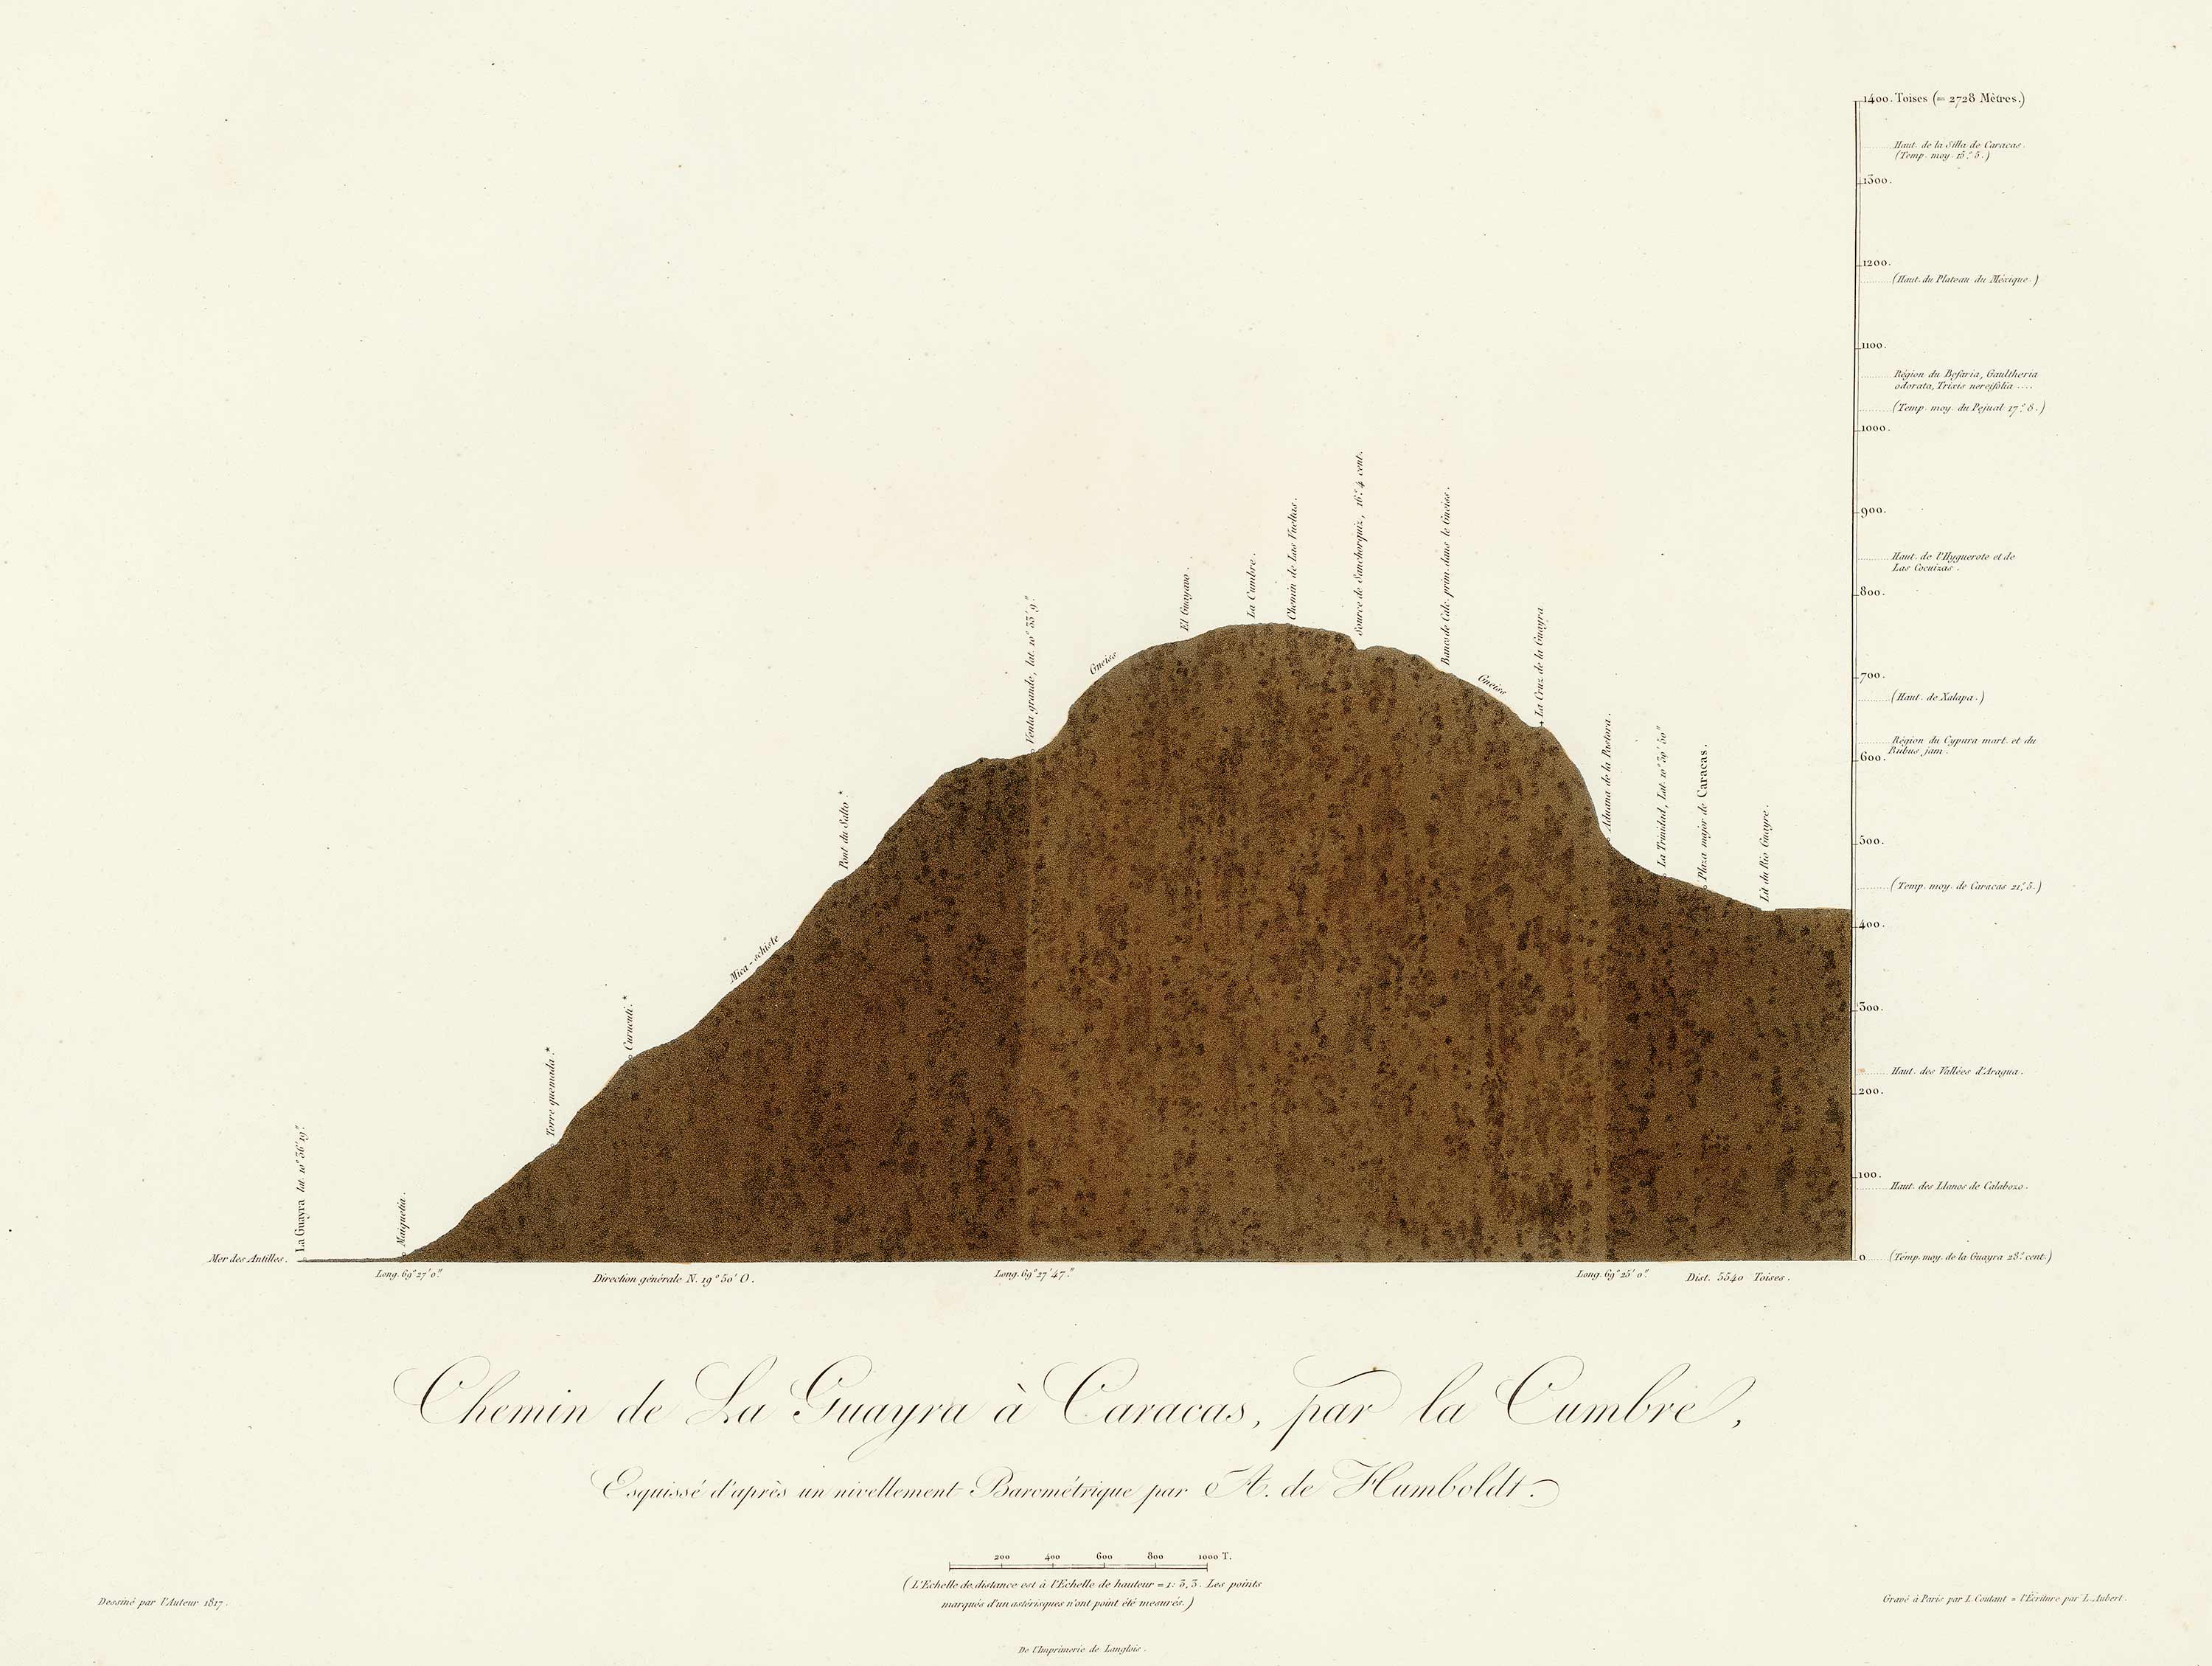 1400. Toises (= 2728 Mètres.)
Haut. de la Silla de Caracas.
(Temp. moy. 15.° 5.)
1300.
1200.
(Haut. du Plateau du Méxique.)
1100.
Région du Befaria, Gaultheria
odorata, Trixis nereifolia ....
(Temp. moy. du Pejual 17.° 8.)
1000.
900.
Haut. de l'Hyguerote et de
Las Cocuizas.
800.
700.
(Haut. de Xalapa.)
Région du Cypura mart. et du
Rubus jam.
600.
500.
(Temp. moy. de Caracas 21.° 5.)
400.
300.
Haut. des Vallées d'Aragua.
200.
100.
Haut. des Llanos de Calabozo.
0
(Temp. moy. de la Guayra 28.° cent.)
Mer des Antilles.
La Guayra lat. 10° 36' 19."
Maiquetia.
Torre quemada.*
Curucuti.*
Mica-schiste
Pont du Salto.*
Venta grande, lat. 10° 33' 9."
Gneiss
El Guayavo.
La Cumbre.
Chemin de Las Vueltas.
Source de Sanchorquiz, 16.° 4 cent.
Bancs de Calc. prim. dans le Gneiss.
Gneiss
La Cruz de la Guayra
Aduana de la Pastora.
La Trinidad, Lat. 10° 30' 50"
Plaza major de Caracas.
Lit du Rio Guayre.
Long. 69° 27' 0."
Direction générale N. 19° 50' O.
Long. 69° 27' 47."
Long. 69° 25' 0."
Dist. 5540 Toises.
Chemin de La Guayra à Caracas, par la Cumbre,
Esquissé d'après un nivellement Barométrique par A. de Humboldt.
200 400 600 800 1000 T.
(L'Echelle de distance est à l'Echelle de hauteur = 1: 3,3. Les points
marqués d'un astérisques n'ont point été mesurés.)
Dessiné par l'Auteur 1817.
Gravé à Paris par L. Coutant = l'Écriture par L. Aubert.
De l'Imprimerie de Langlois.